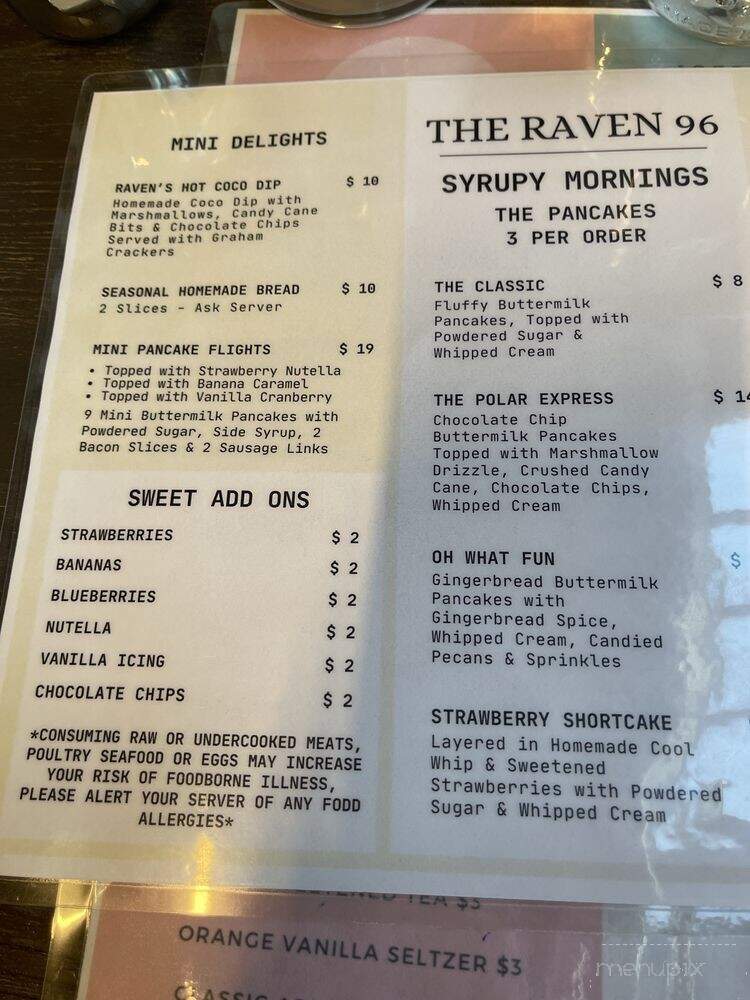 MINI DELIGHTS
RAVEN'S HOT COCO DIP $ 10
Homemade Coco Dip with
Marshmallows, Candy Cane
Bits & Chocolate Chips
Served with Graham
Crackers
SEASONAL HOMEMADE BREAD $ 10
2 Slices - Ask Server
MINI PANCAKE FLIGHTS $ 19
• Topped with Strawberry Nutella
• Topped with Banana Caramel
• Topped with Vanilla Cranberry
9 Mini Buttermilk Pancakes with
Powdered Sugar, Side Syrup, 2
Bacon Slices & 2 Sausage Links
SWEET ADD ONS
STRAWBERRIES $ 2
BANANAS $ 2
BLUEBERRIES $ 2
NUTELLA $ 2
VANILLA ICING $ 2
CHOCOLATE CHIPS $ 2
*CONSUMING RAW OR UNDERCOOKED MEATS,
POULTRY SEAFOOD OR EGGS MAY INCREASE
YOUR RISK OF FOODBORNE ILLNESS,
PLEASE ALERT YOUR SERVER OF ANY FODD
ALLERGIES*
THE RAVEN 96
SYRUPY MORNINGS
THE PANCAKES
3 PER ORDER
THE CLASSIC $ 8
Fluffy Buttermilk
Pancakes, Topped with
Powdered Sugar &
Whipped Cream
THE POLAR EXPRESS $ 14
Chocolate Chip
Buttermilk Pancakes
Topped with Marshmallow
Drizzle, Crushed Candy
Cane, Chocolate Chips,
Whipped Cream
OH WHAT FUN $
Gingerbread Buttermilk
Pancakes with
Gingerbread Spice,
Whipped Cream, Candied
Pecans & Sprinkles
STRAWBERRY SHORTCAKE
Layered in Homemade Cool
Whip & Sweetened
Strawberries with Powdered
Sugar & Whipped Cream
TEA $3
ORANGE VANILLA SELTZER $3
menupix